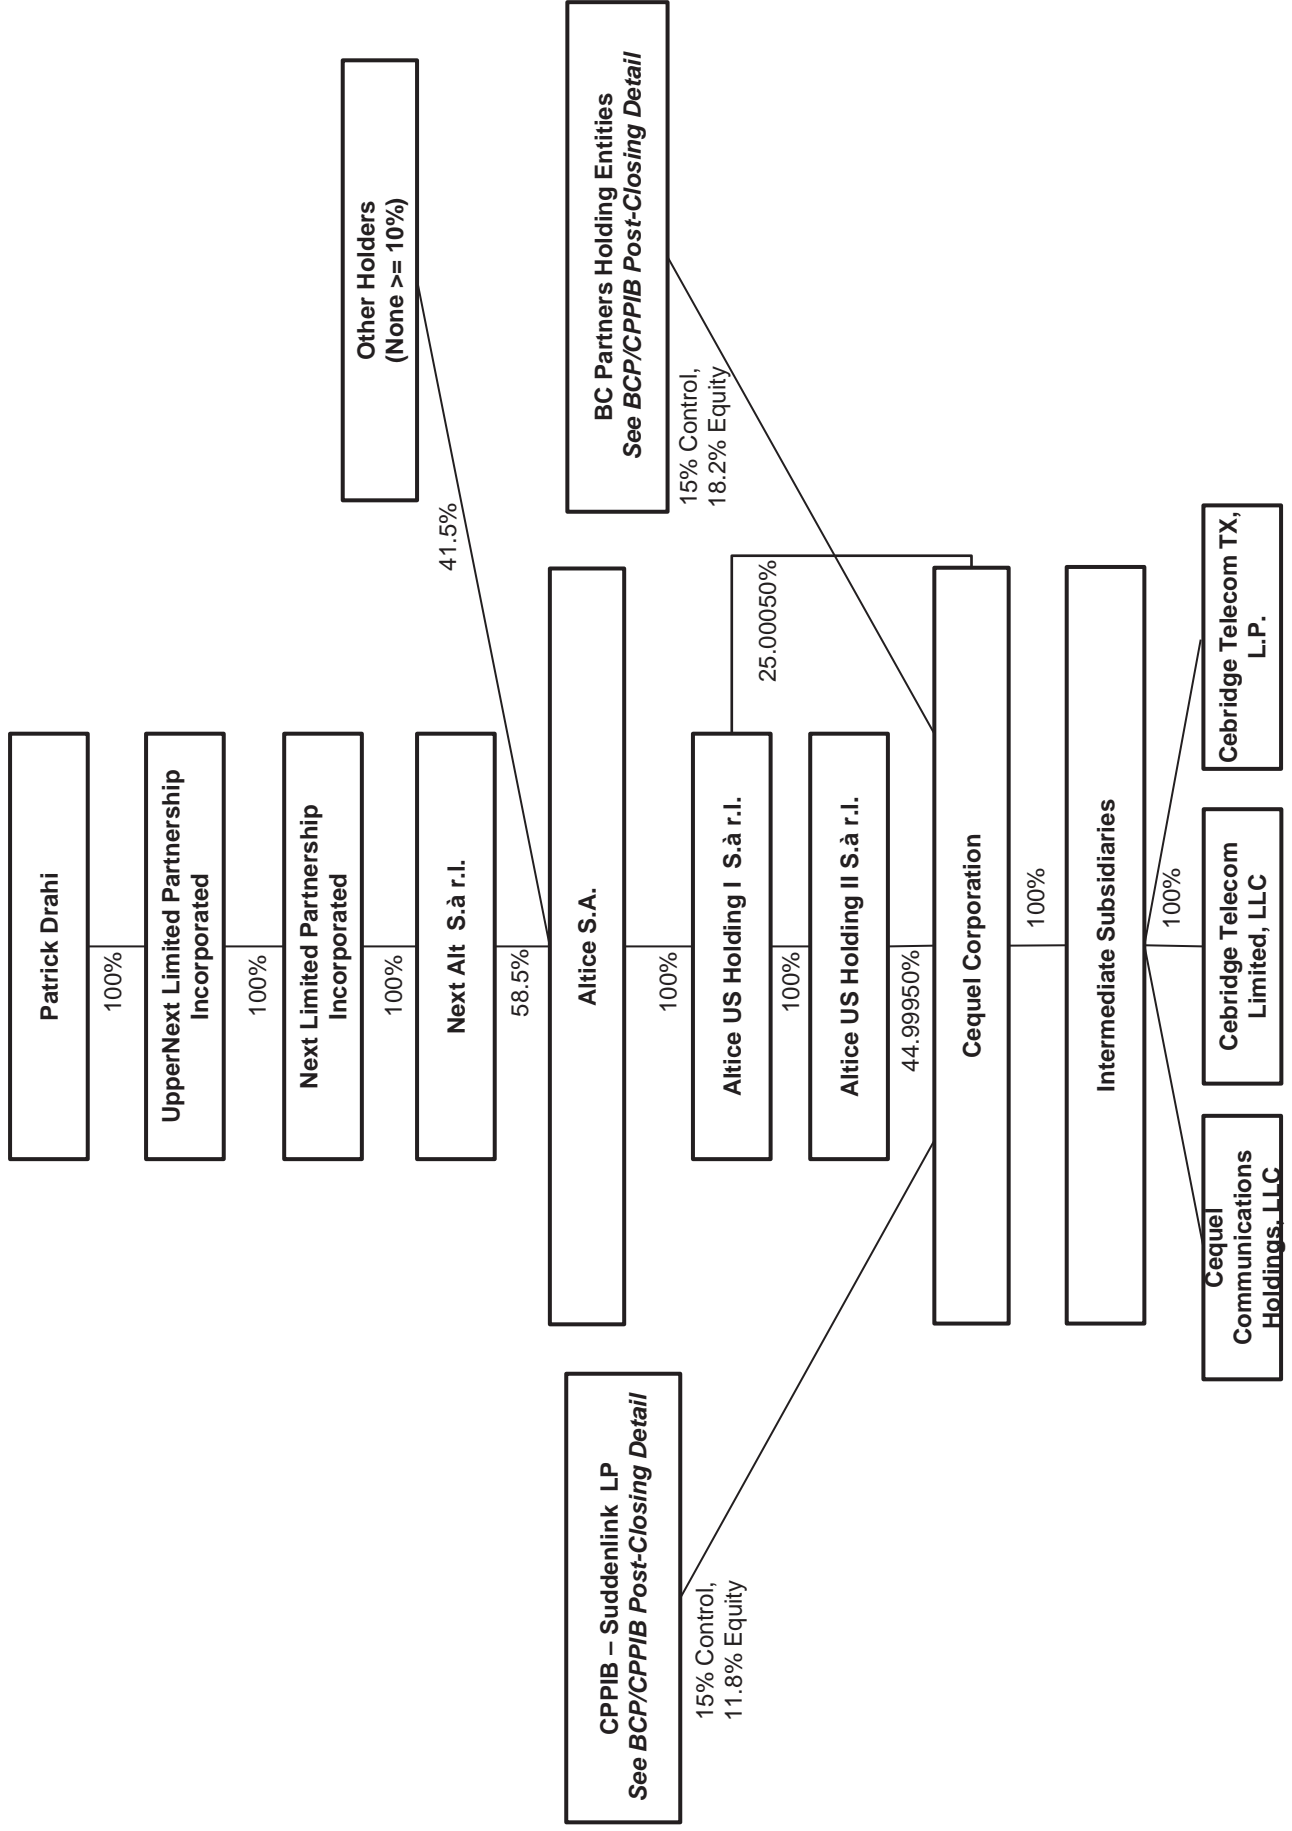 Patrick Drahi
100%
UpperNext Limited Partnership
Incorporated
100%
Next Limited Partnership
Incorporated
100%
Next Alt  S.à r.l.
58.5%
Other Holders
(None >= 10%)
41.5%
Altice S.A.
CPPIB – Suddenlink  LP
See BCP/CPPIB Post-Closing Detail
15% Control,
11.8% Equity
BC Partners Holding Entities
See BCP/CPPIB Post-Closing Detail
15% Control,
18.2% Equity
100%
Altice US Holding I  S.à r.l.
25.00050%
100%
Altice US Holding II S.à r.l.
44.99950%
Cequel Corporation
100%
Intermediate Subsidiaries
100%
Cequel
Communications
Holdings, LLC
Cebridge Telecom
Limited, LLC
Cebridge Telecom TX,
L.P.